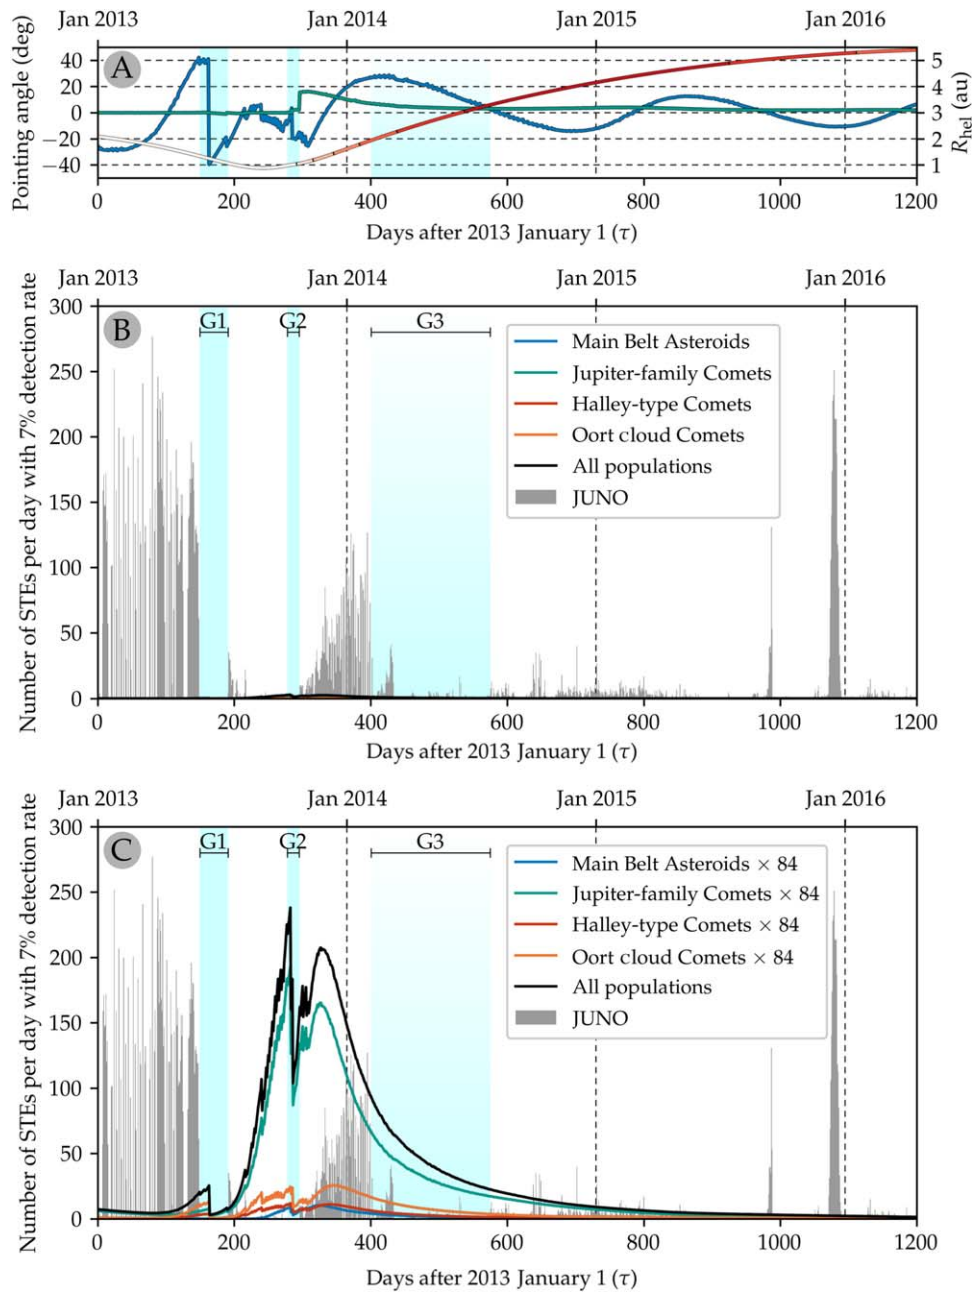 Jan 2013 Jan 2014 Jan 2015 Jan 2016
Pointing angle (deg)
A
40
20
0
−20
−40
5
4
3
2
1
R_hel (au)
0 200 400 600 800 1000 1200
Days after 2013 January 1 (τ)
Jan 2013 Jan 2014 Jan 2015 Jan 2016
Number of STEs per day with 7% detection rate
B
G1 G2 G3
300
250
200
150
100
50
0
Main Belt Asteroids
Jupiter-family Comets
Halley-type Comets
Oort cloud Comets
All populations
JUNO
0 200 400 600 800 1000 1200
Days after 2013 January 1 (τ)
Jan 2013 Jan 2014 Jan 2015 Jan 2016
Number of STEs per day with 7% detection rate
C
G1 G2 G3
300
250
200
150
100
50
0
Main Belt Asteroids × 84
Jupiter-family Comets × 84
Halley-type Comets × 84
Oort cloud Comets × 84
All populations
JUNO
0 200 400 600 800 1000 1200
Days after 2013 January 1 (τ)